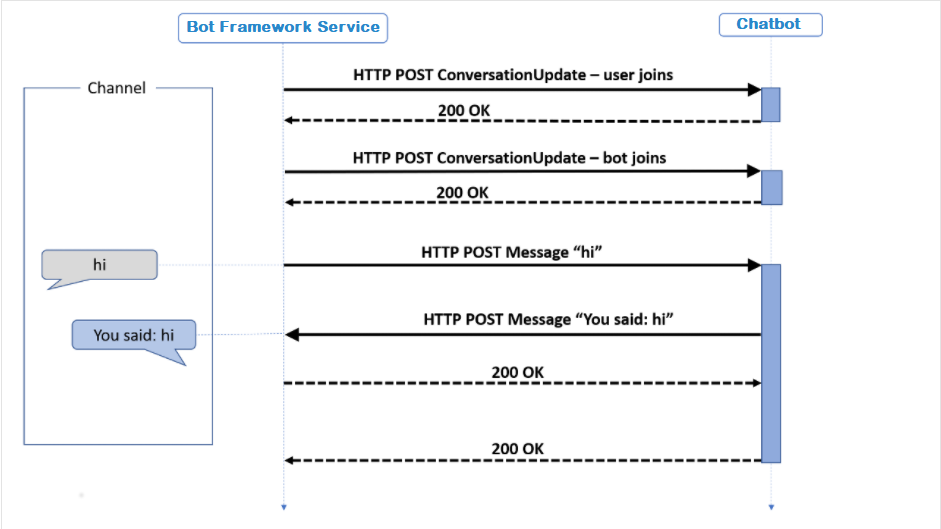 Bot Framework Service
Chatbot
Channel
HTTP POST ConversationUpdate – user joins
200 OK
HTTP POST ConversationUpdate – bot joins
200 OK
hi
HTTP POST Message “hi”
You said: hi
HTTP POST Message “You said: hi”
200 OK
200 OK